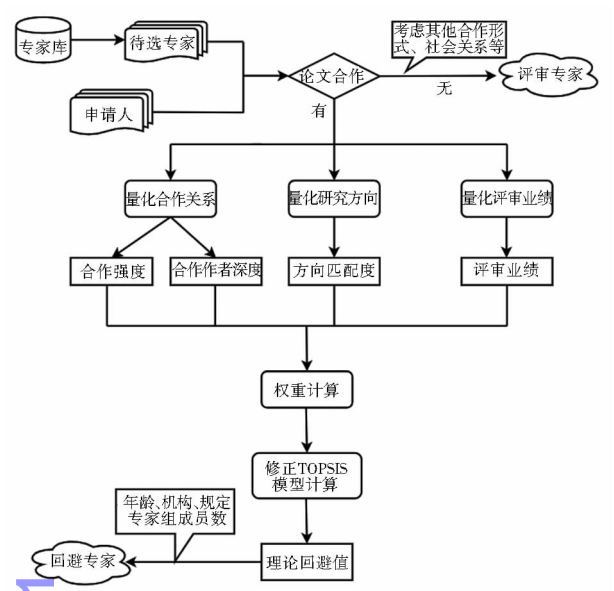 专家库
待选专家
申请人
论文合作
考虑其他合作形
式、社会关系等
评审专家
无
有
量化合作关系
量化研究方向
量化评审业绩
合作强度
合作作者深度
方向匹配度
评审业绩
权重计算
修正TOPSIS
模型计算
年龄、机构、规定
专家组成员数
回避专家
理论回避值